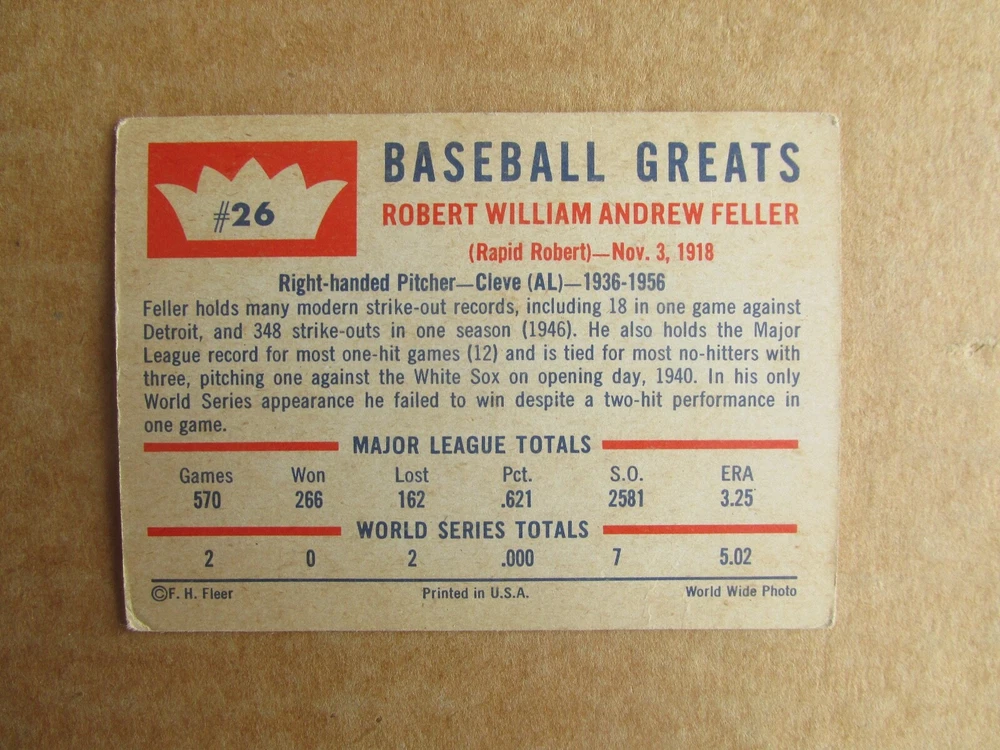 #26
BASEBALL GREATS
ROBERT WILLIAM ANDREW FELLER
(Rapid Robert)—Nov. 3, 1918
Right-handed Pitcher—Cleve (AL)—1936-1956
Feller holds many modern strike-out records, including 18 in one game against
Detroit, and 348 strike-outs in one season (1946). He also holds the Major
League record for most one-hit games (12) and is tied for most no-hitters with
three, pitching one against the White Sox on opening day, 1940. In his only
World Series appearance he failed to win despite a two-hit performance in
one game.
MAJOR LEAGUE TOTALS
Games Won Lost Pct. S.O. ERA
570 266 162 .621 2581 3.25
WORLD SERIES TOTALS
2 0 2 .000 7 5.02
©F. H. Fleer Printed in U.S.A. World Wide Photo